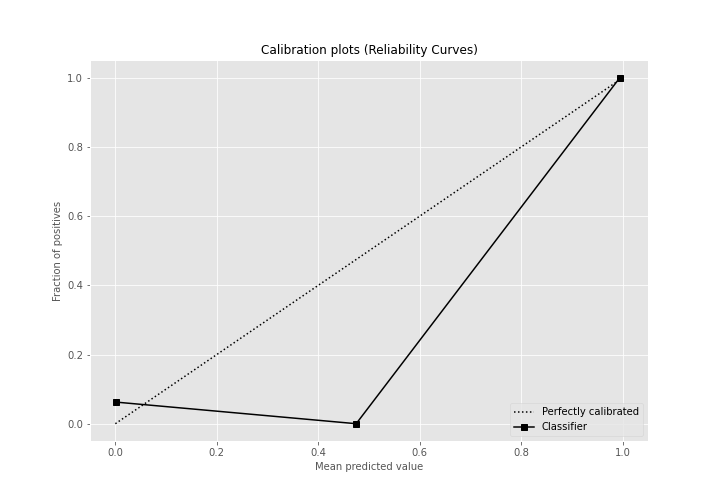 Calibration plots (Reliability Curves)
1.0
0.8
0.6
0.4
0.2
0.0
Fraction of positives
0.0 0.2 0.4 0.6 0.8 1.0
Mean predicted value
Perfectly calibrated
Classifier